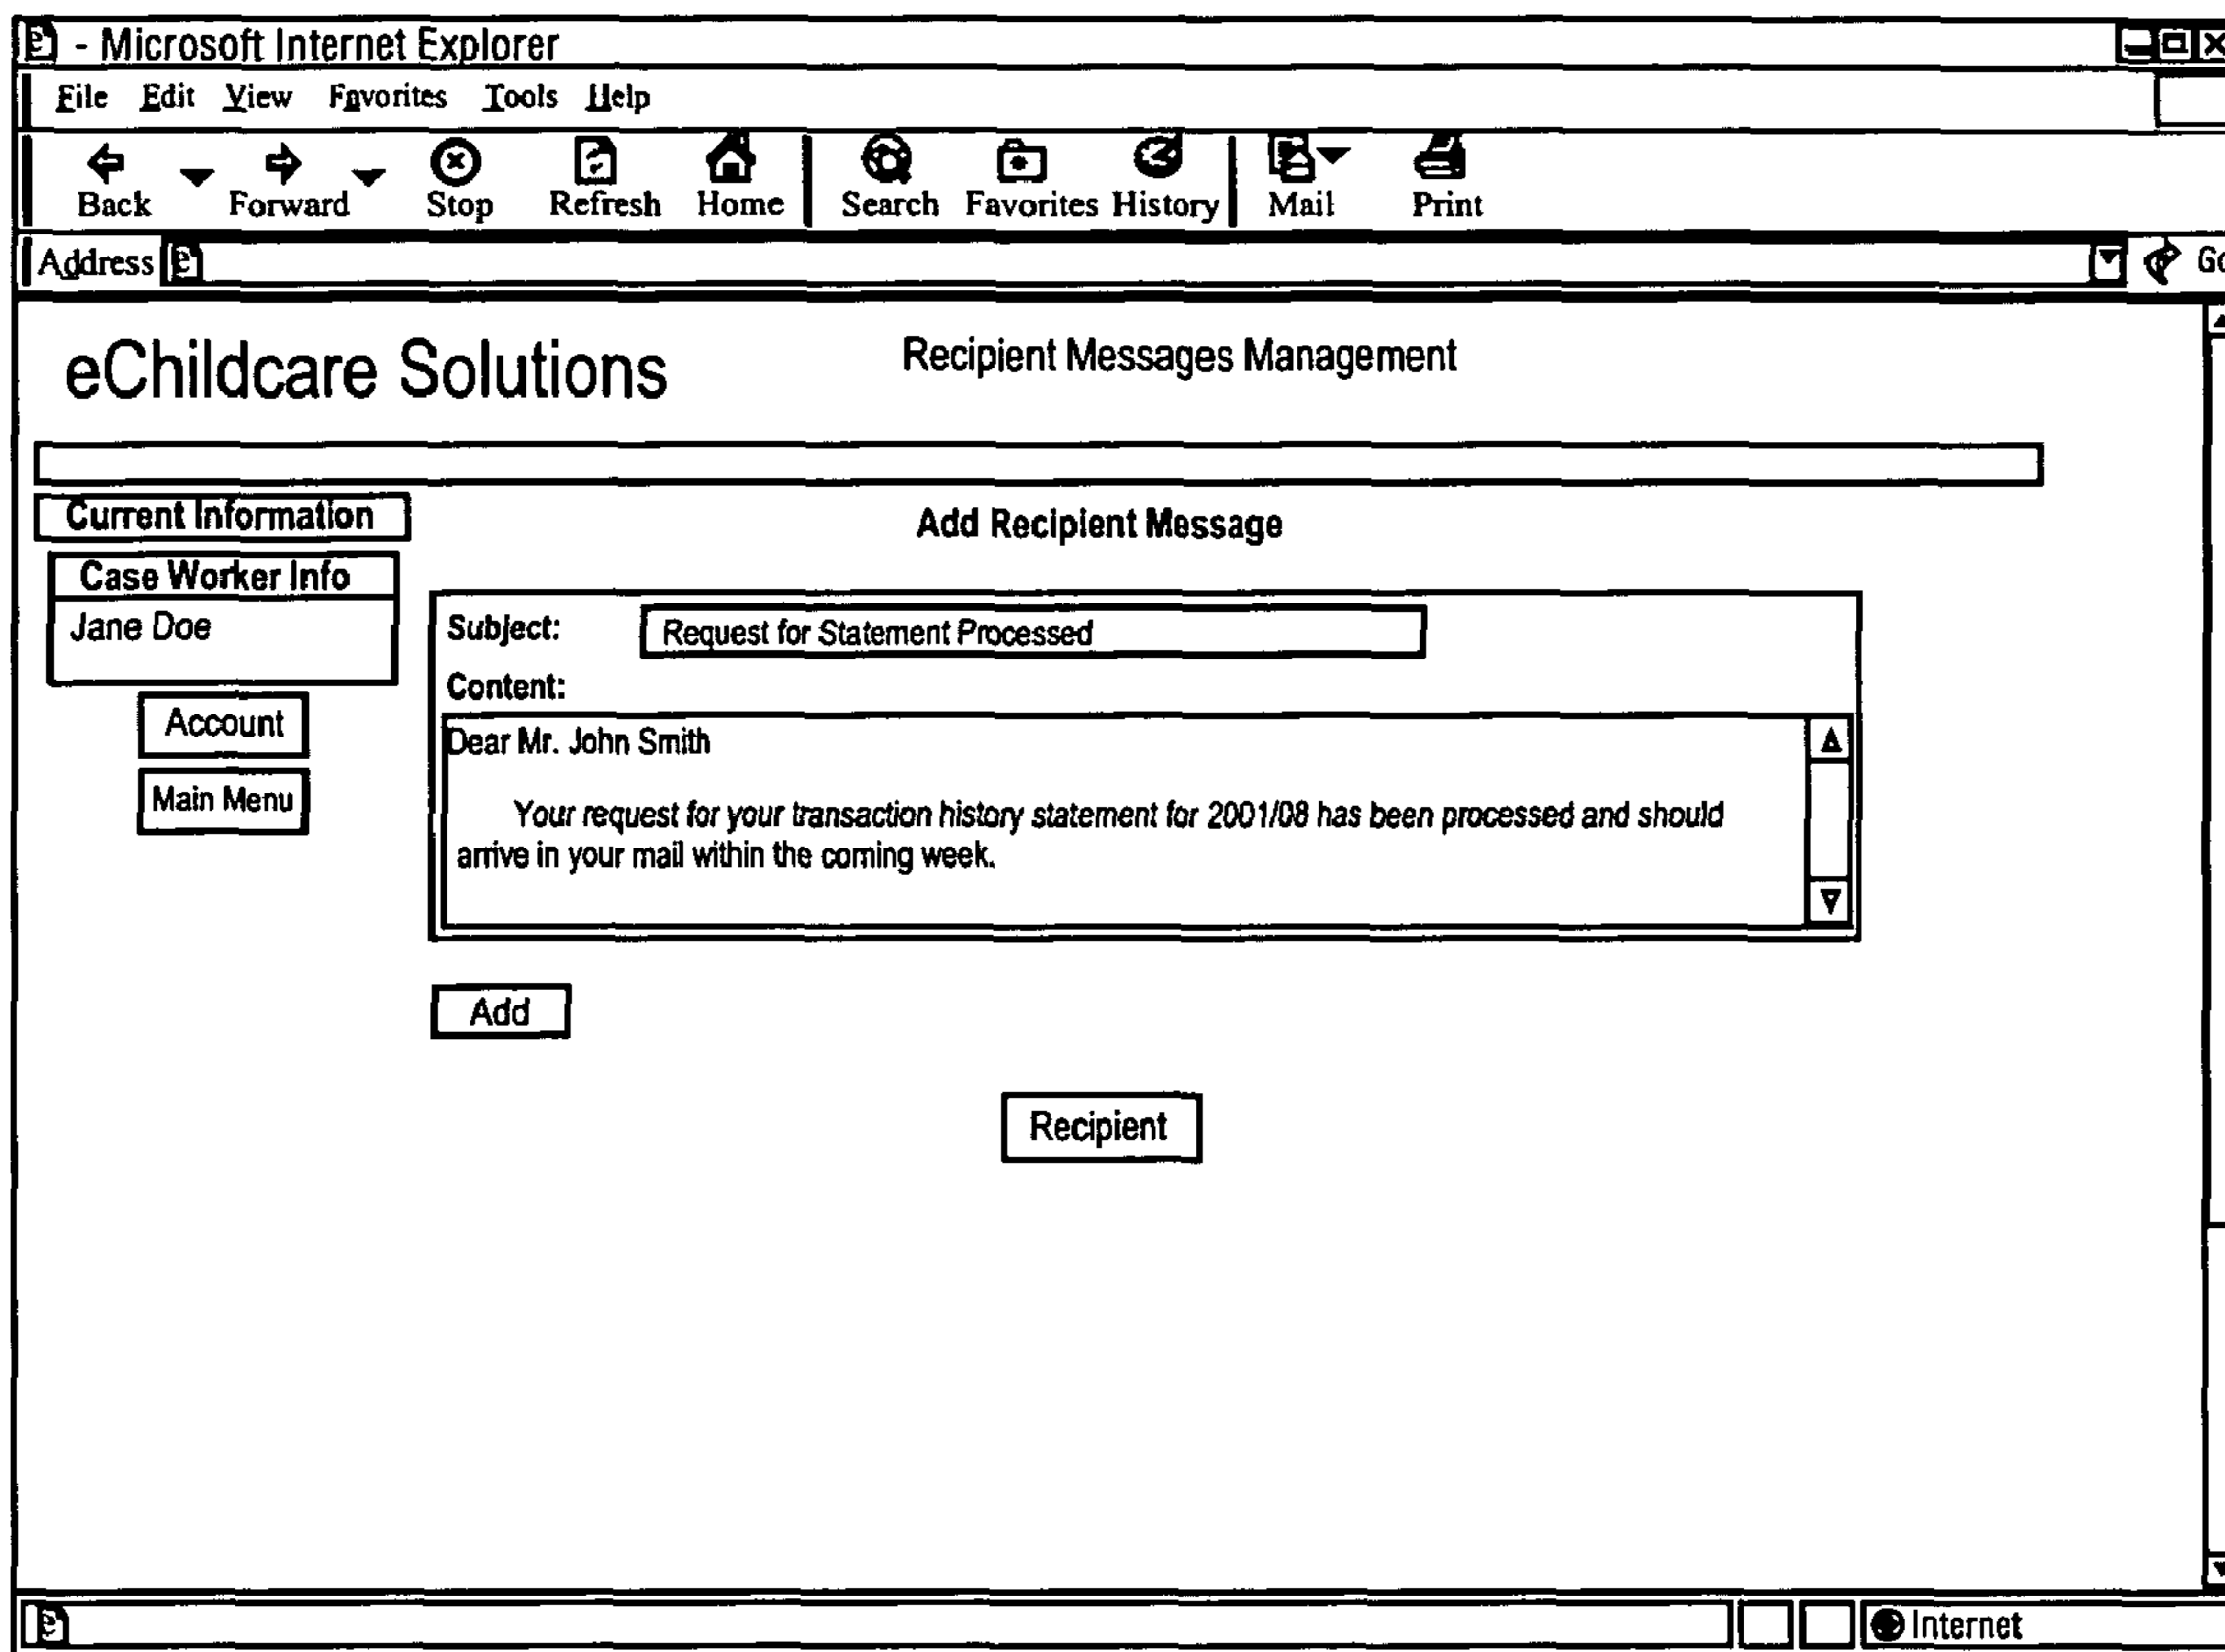 - Microsoft Internet Explorer
File Edit View Favorites Tools Help
Back Forward Stop Refresh Home Search Favorites History Mail Print
Address Go
eChildcare Solutions Recipient Messages Management
Current Information
Add Recipient Message
Case Worker Info
Jane Doe
Subject: Request for Statement Processed
Content:
Account
Dear Mr. John Smith
Main Menu
Your request for your transaction history statement for 2001/08 has been processed and should
arrive in your mail within the coming week.
Add
Recipient
Internet